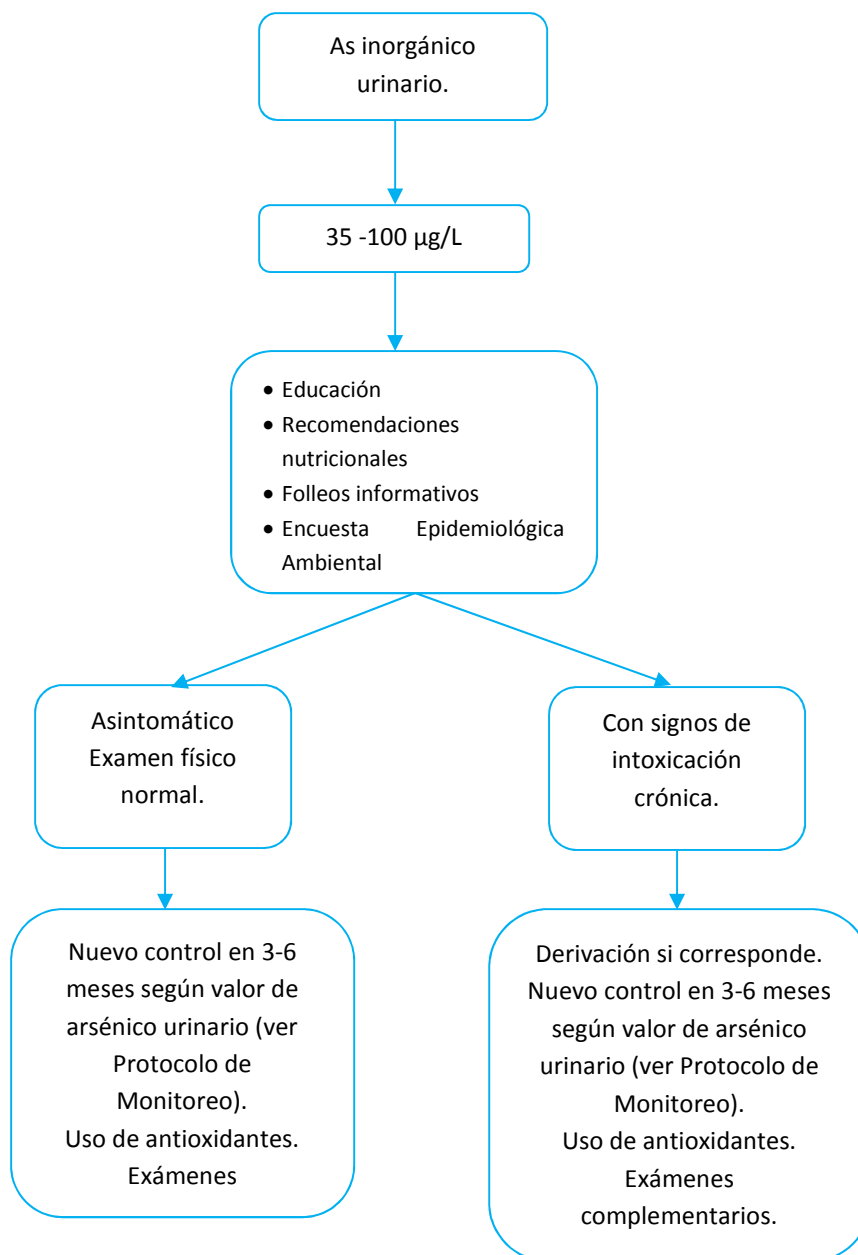 As inorgánico
urinario.
35 -100 µg/L
• Educación
• Recomendaciones
nutricionales
• Folleos informativos
• Encuesta Epidemiológica
Ambiental
Asintomático
Examen físico
normal.
Con signos de
intoxicación
crónica.
Nuevo control en 3-6
meses según valor de
arsénico urinario (ver
Protocolo de
Monitoreo).
Uso de antioxidantes.
Exámenes
Derivación si corresponde.
Nuevo control en 3-6 meses
según valor de arsénico
urinario (ver Protocolo de
Monitoreo).
Uso de antioxidantes.
Exámenes
complementarios.